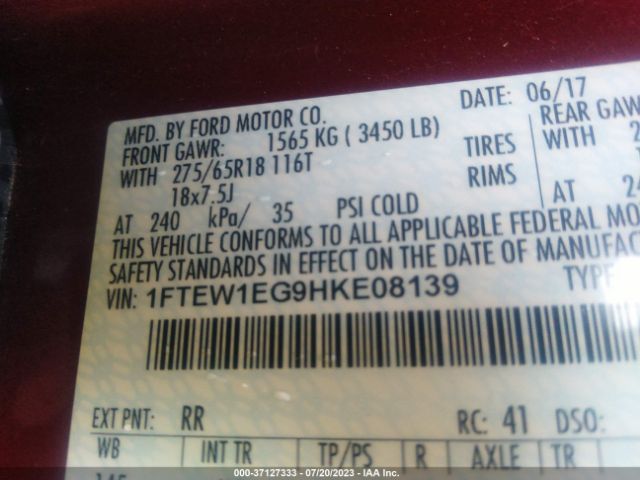 DATE: 06/17
MFD. BY FORD MOTOR CO.
FRONT GAWR: 1565 KG ( 3450 LB)
REAR GAW
WITH 275/65R18 116T TIRES
WITH
18x7.5J RIMS
AT 240 kPa/ 35 PSI COLD
AT 24
THIS VEHICLE CONFORMS TO ALL APPLICABLE FEDERAL MO
SAFETY STANDARDS IN EFFECT ON THE DATE OF MANUFAC
VIN: 1FTEW1EG9HKE08139 TYPE
EXT PNT: RR RC: 41 DSO:
WB INT TR TP/PS R AXLE TR
145
000-37127333 - 07/20/2023 - IAA Inc.